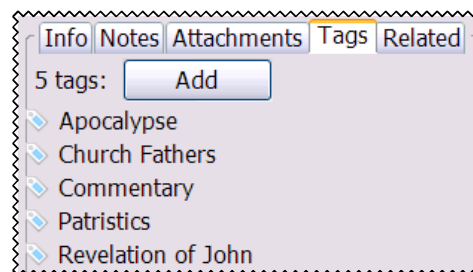 Info Notes Attachments Tags Related
5 tags: Add
Apocalypse
Church Fathers
Commentary
Patristics
Revelation of John